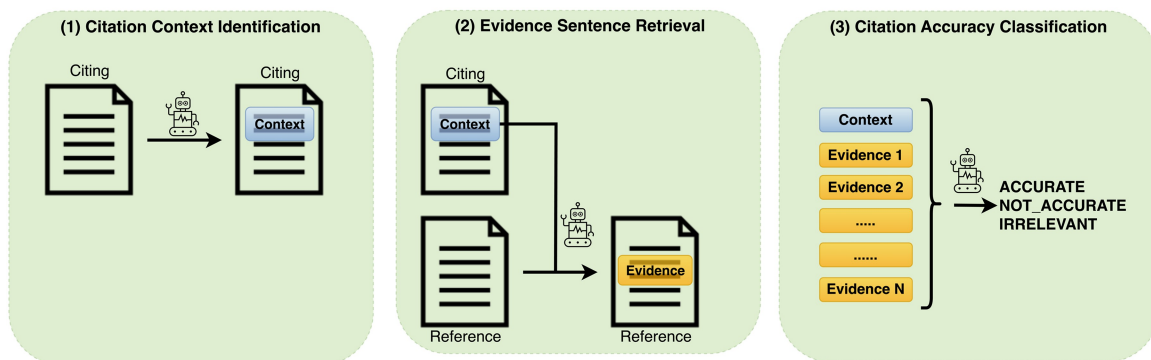 (1) Citation Context Identification
Citing
Citing
Context
(2) Evidence Sentence Retrieval
Citing
Context
Evidence
Reference
Reference
(3) Citation Accuracy Classification
Context
Evidence 1
Evidence 2
.....
......
Evidence N
ACCURATE
NOT_ACCURATE
IRRELEVANT